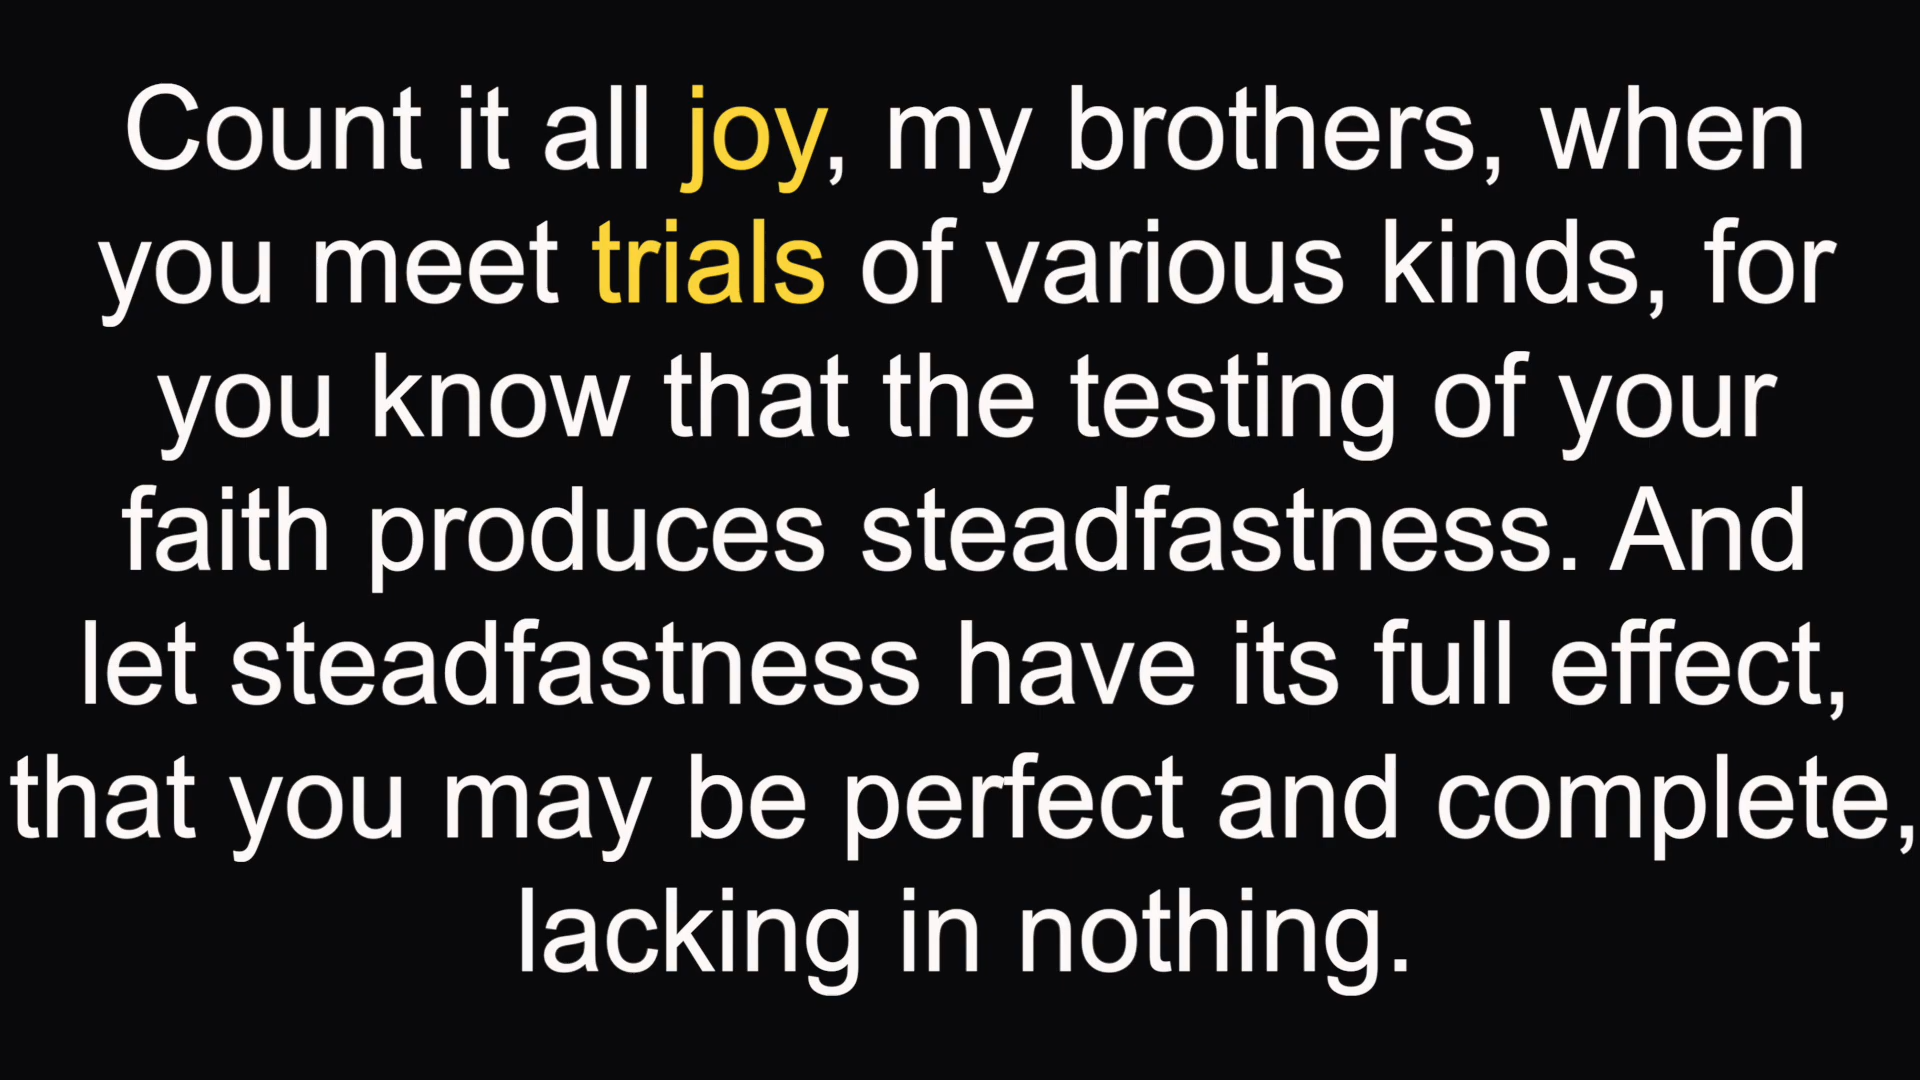 Count it all joy, my brothers, when
you meet trials of various kinds, for
you know that the testing of your
faith produces steadfastness. And
let steadfastness have its full effect,
that you may be perfect and complete,
lacking in nothing.